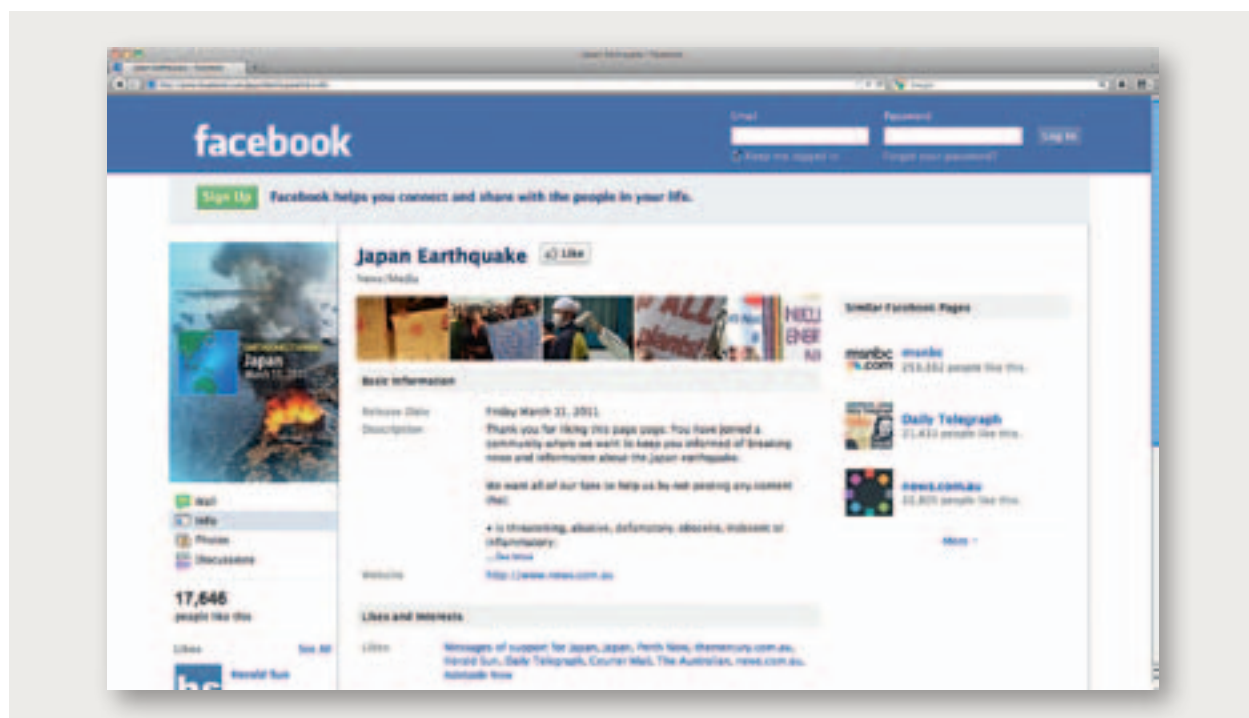 Japan Earthquake | Facebook
facebook
Email
Password
Log In
Keep me logged in
Forgot your password?
Sign Up
Facebook helps you connect and share with the people in your life.
Japan
March 11, 2011
Wall
Info
Photos
Discussions
17,646
people like this
Likes
See All
Herald Sun
Japan Earthquake
Like
News/Media
ALL
plants!
Basic Information
Release Date
Friday March 11, 2011
Description
Thank you for liking this page page. You have joined a
community where we want to keep you informed of breaking
news and information about the Japan earthquake.
We want all of our fans to help us by not posting any content
that:
• is threatening, abusive, defamatory, obscene, indecent or
inflammatory;
... See More
Website
http://www.news.com.au
Likes and Interests
Likes
Messages of support for Japan, Japan, Perth Now, themercury.com.au,
Herald Sun, Daily Telegraph, Courier Mail, The Australian, news.com.au,
Adelaide Now
Similar Facebook Pages
msnbc.com
msnbc
people like this.
Daily Telegraph
people like this.
news.com.au
people like this.
More